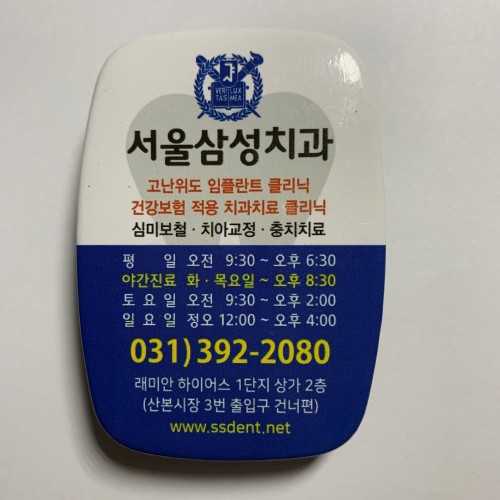 VERI LUX
TAS MEA
서울삼성치과
고난위도 임플란트 클리닉
건강보험 적용 치과치료 클리닉
심미보철 · 치아교정 · 충치치료
평 일 오전 9:30 ~ 오후 6:30
야간진료 화 · 목요일 ~ 오후 8:30
토요일 오전 9:30 ~ 오후 2:00
일요일 정오 12:00 ~ 오후 4:00
031) 392-2080
래미안 하이어스 1단지 상가 2층
(산본시장 3번 출입구 건너편)
www.ssdent.net